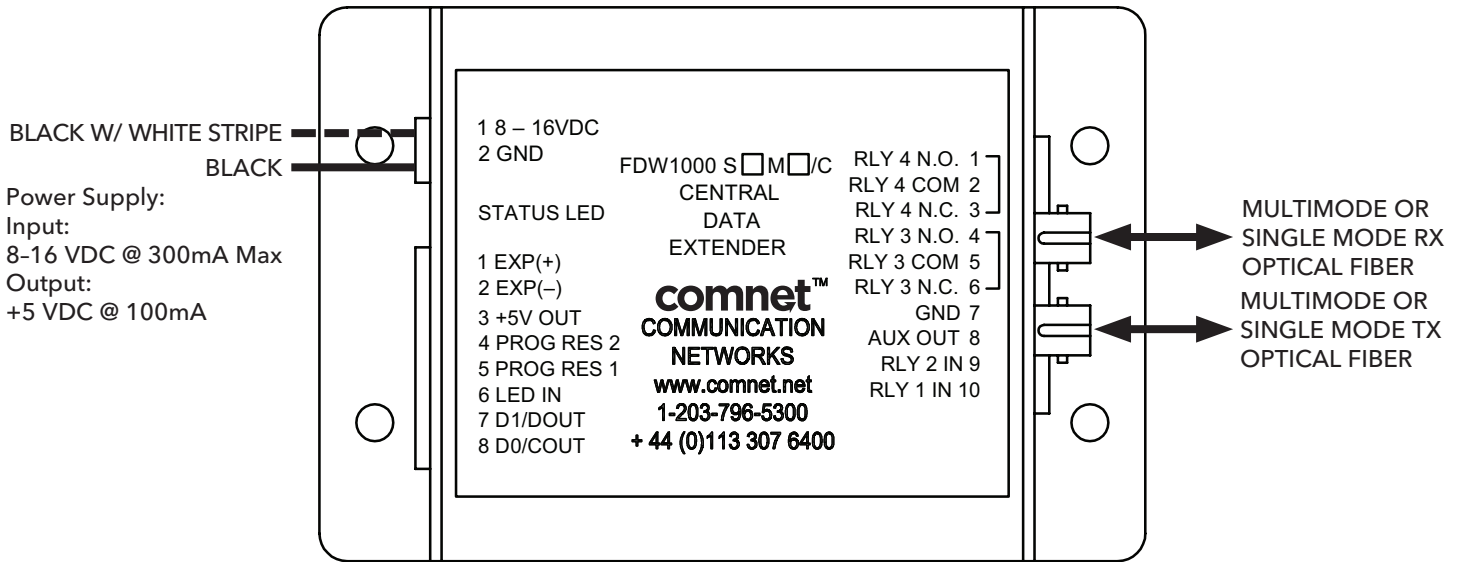 BLACK W/ WHITE STRIPE
BLACK
Power Supply:
Input:
8–16 VDC @ 300mA Max
Output:
+5 VDC @ 100mA
1 8 – 16VDC
2 GND
STATUS LED
1 EXP(+)
2 EXP(–)
3 +5V OUT
4 PROG RES 2
5 PROG RES 1
6 LED IN
7 D1/DOUT
8 D0/COUT
FDW1000 S□M□/C
CENTRAL
DATA
EXTENDER
comnet™
COMMUNICATION
NETWORKS
www.comnet.net
1-203-796-5300
+ 44 (0)113 307 6400
RLY 4 N.O. 1
RLY 4 COM 2
RLY 4 N.C. 3
RLY 3 N.O. 4
RLY 3 COM 5
RLY 3 N.C. 6
GND 7
AUX OUT 8
RLY 2 IN 9
RLY 1 IN 10
MULTIMODE OR
SINGLE MODE RX
OPTICAL FIBER
MULTIMODE OR
SINGLE MODE TX
OPTICAL FIBER